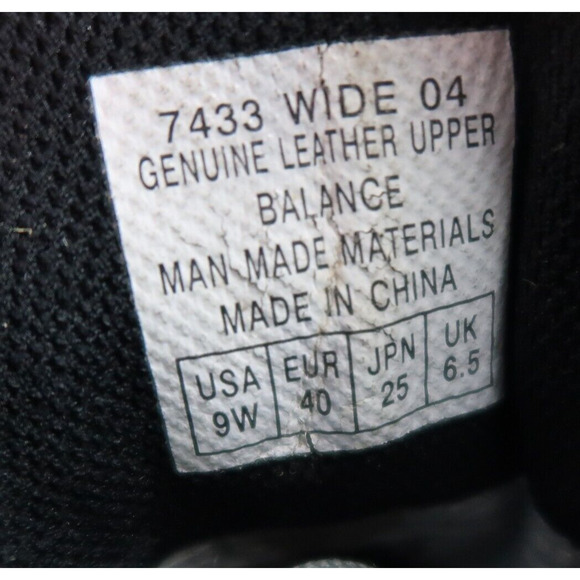 7433 WIDE 04
GENUINE LEATHER UPPER
BALANCE
MAN MADE MATERIALS
MADE IN CHINA
USA EUR JPN UK
9W 40 25 6.5